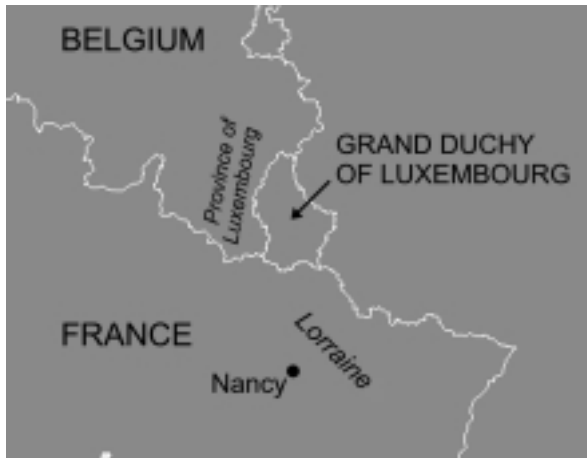 BELGIUM
Province of
Luxembourg
GRAND DUCHY
OF LUXEMBOURG
FRANCE
Lorraine
Nancy